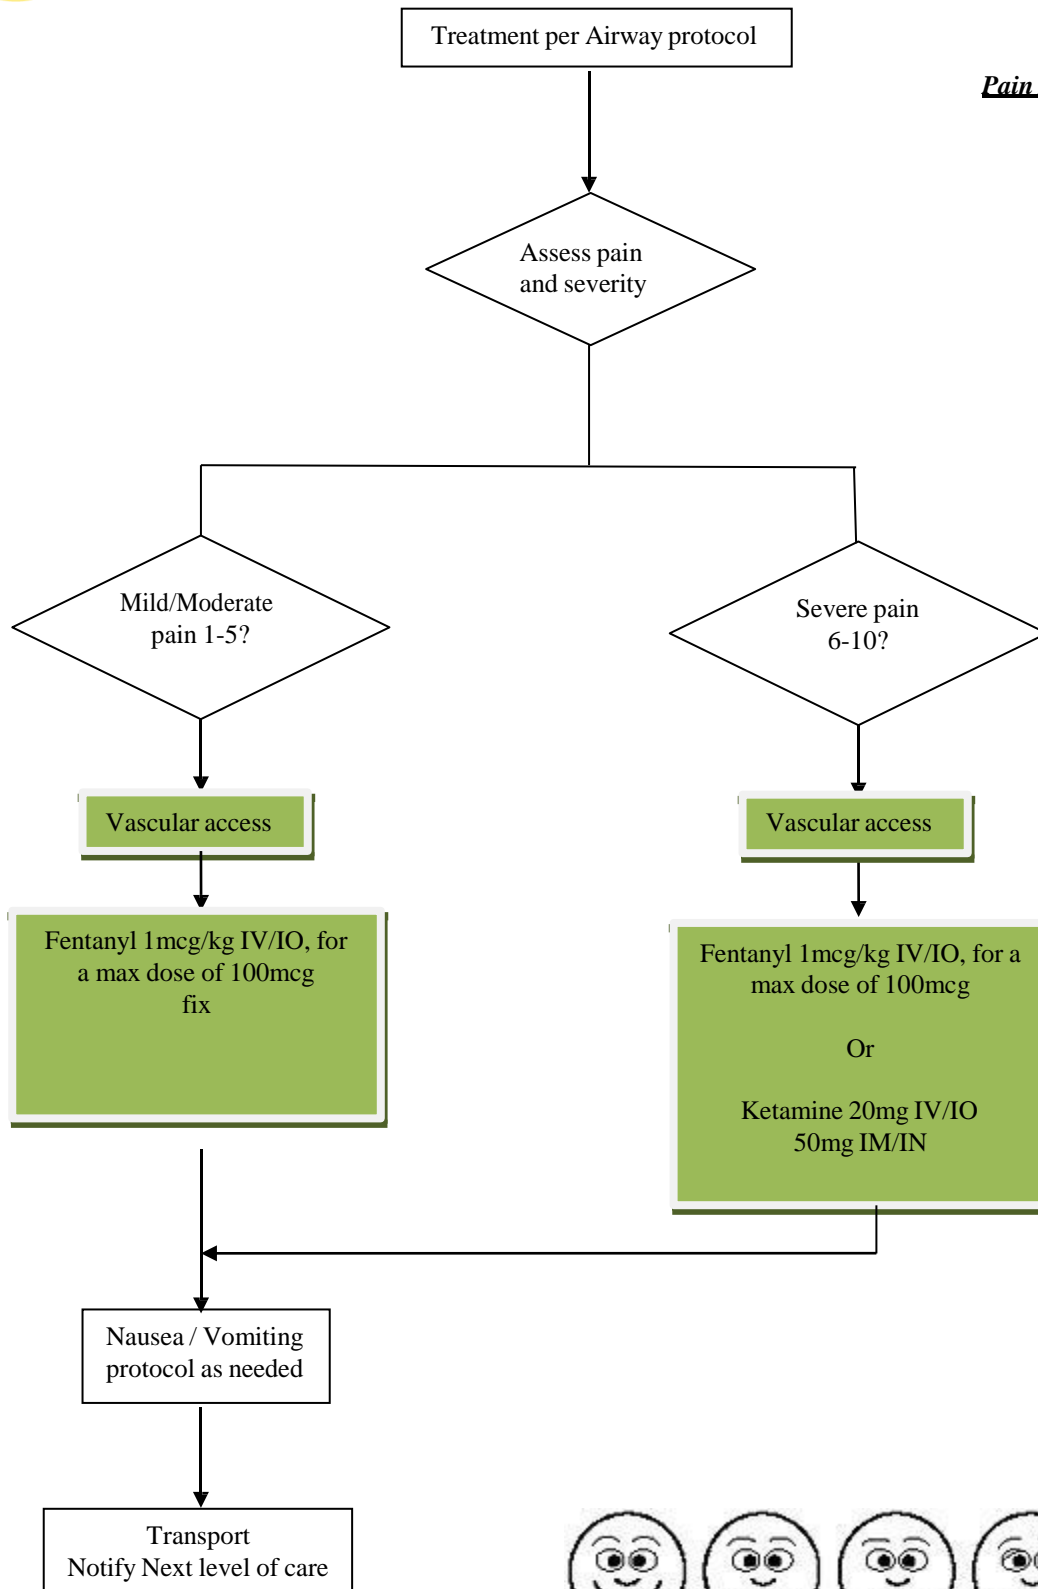 Treatment per Airway protocol
Pain
Assess pain
and severity
Mild/Moderate
pain 1-5?
Severe pain
6-10?
Vascular access
Vascular access
Fentanyl 1mcg/kg IV/IO, for
a max dose of 100mcg
fix
Fentanyl 1mcg/kg IV/IO, for a
max dose of 100mcg
Or
Ketamine 20mg IV/IO
50mg IM/IN
Nausea / Vomiting
protocol as needed
Transport
Notify Next level of care